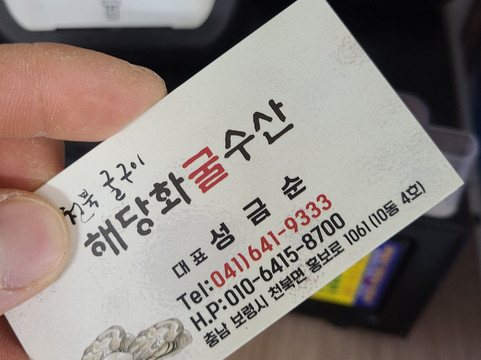 천북 굴구이
해당화굴수산
대표 성금순
Tel:041)641-9333
H.P:010-6415-8700
충남 보령시 천북면 홍보로 1061 (10동 4호)